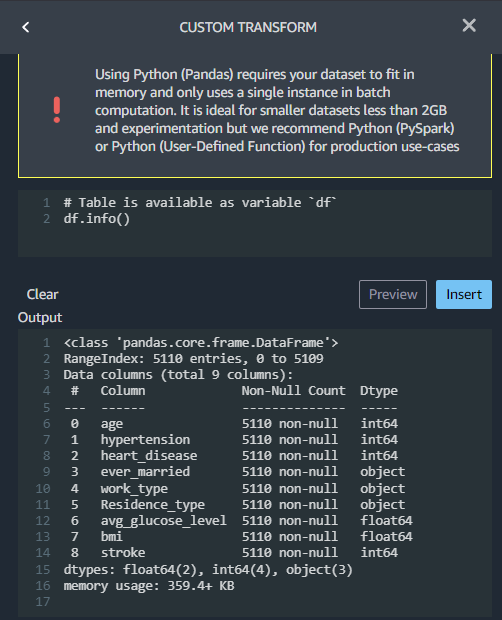 CUSTOM TRANSFORM
Using Python (Pandas) requires your dataset to fit in
memory and only uses a single instance in batch
computation. It is ideal for smaller datasets less than 2GB
and experimentation but we recommend Python (PySpark)
or Python (User-Defined Function) for production use-cases
1 # Table is available as variable `df`
2 df.info()
Clear Preview Insert
Output
1 <class 'pandas.core.frame.DataFrame'>
2 RangeIndex: 5110 entries, 0 to 5109
3 Data columns (total 9 columns):
4  #   Column             Non-Null Count  Dtype
5 ---  ------             --------------  -----
6  0   age                5110 non-null   int64
7  1   hypertension       5110 non-null   int64
8  2   heart_disease      5110 non-null   int64
9  3   ever_married       5110 non-null   object
10  4   work_type          5110 non-null   object
11  5   Residence_type     5110 non-null   object
12  6   avg_glucose_level  5110 non-null   float64
13  7   bmi                5110 non-null   float64
14  8   stroke             5110 non-null   int64
15 dtypes: float64(2), int64(4), object(3)
16 memory usage: 359.4+ KB
17